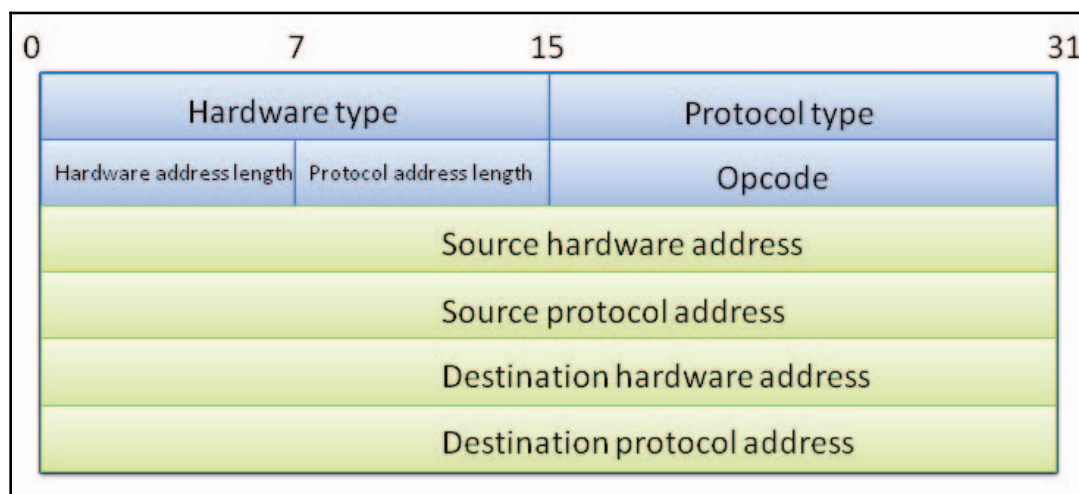 0 7 15 31
Hardware type Protocol type
Hardware address length Protocol address length Opcode
Source hardware address
Source protocol address
Destination hardware address
Destination protocol address